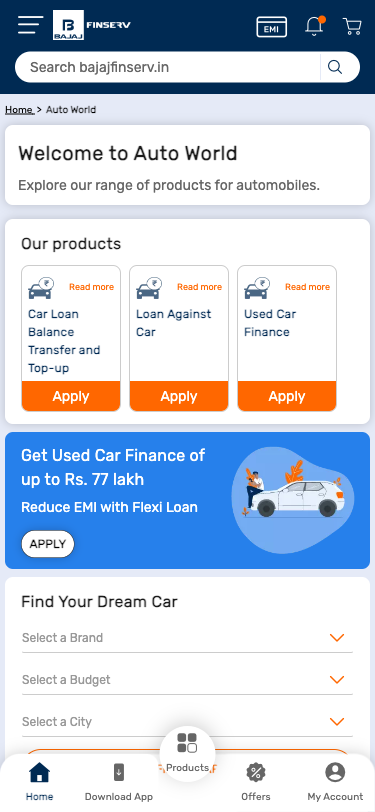 B
BAJAJ
FINSERV
EMI
Search bajajfinserv.in
Home > Auto World
Welcome to Auto World
Explore our range of products for automobiles.
Our products
Read more
Car Loan
Balance
Transfer and
Top-up
Apply
Read more
Loan Against
Car
Apply
Read more
Used Car
Finance
Apply
Get Used Car Finance of
up to Rs. 77 lakh
Reduce EMI with Flexi Loan
APPLY
Find Your Dream Car
Select a Brand
Select a Budget
Select a City
Home
Download App
Products
Offers
My Account